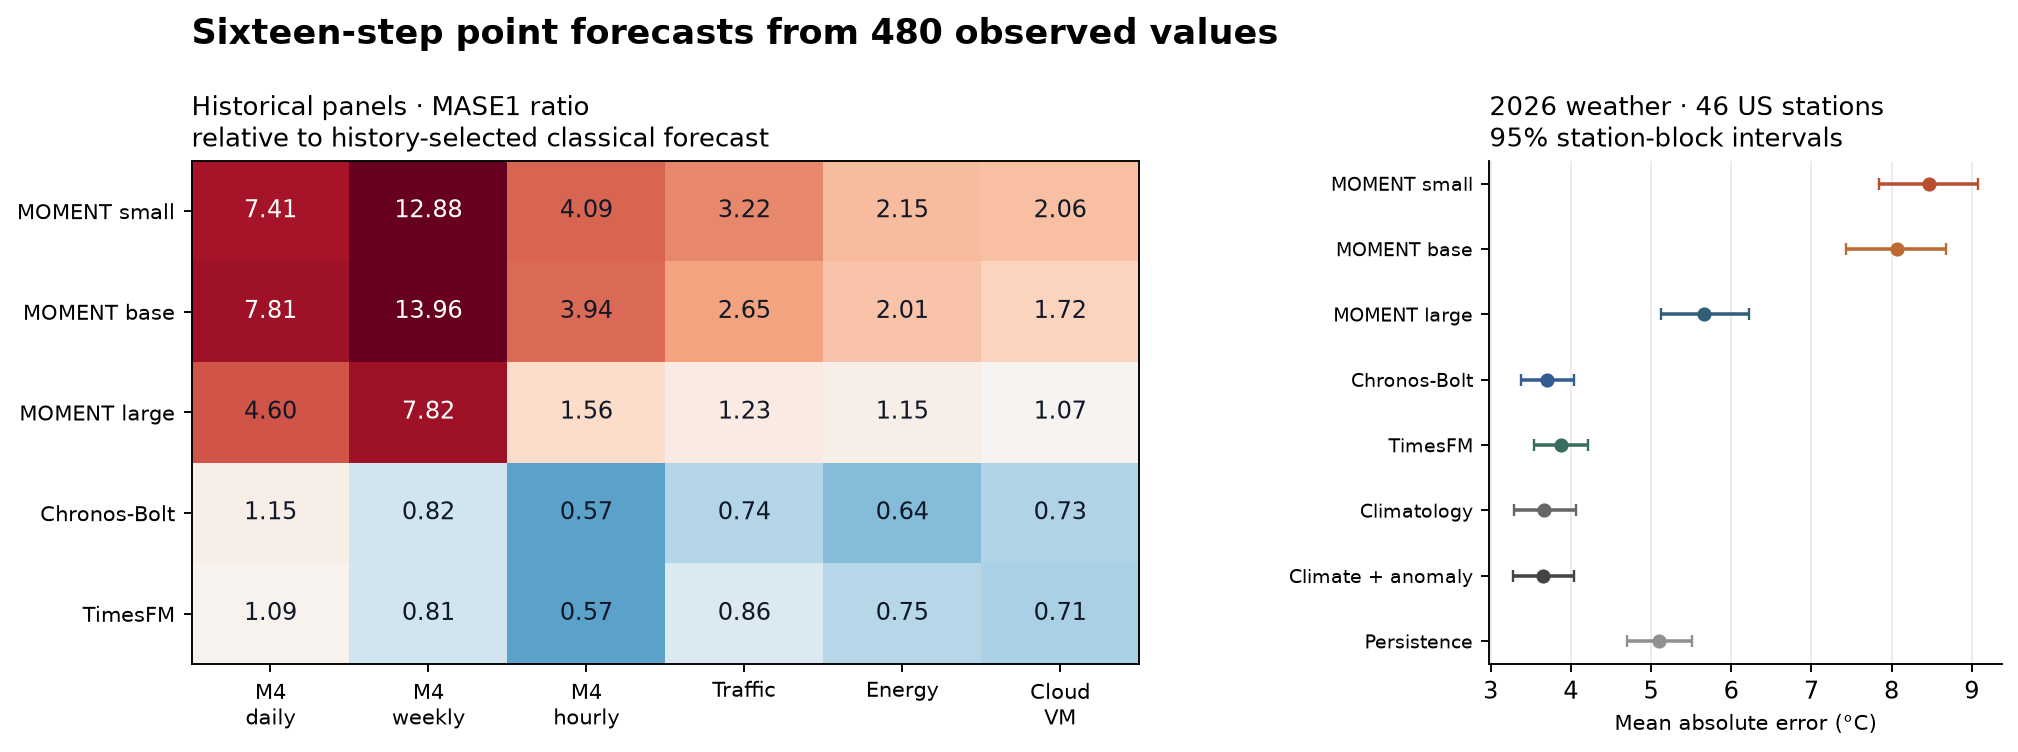 Sixteen-step point forecasts from 480 observed values
Historical panels · MASE1 ratio
relative to history-selected classical forecast
MOMENT small 7.41 12.88 4.09 3.22 2.15 2.06
MOMENT base 7.81 13.96 3.94 2.65 2.01 1.72
MOMENT large 4.60 7.82 1.56 1.23 1.15 1.07
Chronos-Bolt 1.15 0.82 0.57 0.74 0.64 0.73
TimesFM 1.09 0.81 0.57 0.86 0.75 0.71
M4 daily
M4 weekly
M4 hourly
Traffic
Energy
Cloud VM
2026 weather · 46 US stations
95% station-block intervals
MOMENT small
MOMENT base
MOMENT large
Chronos-Bolt
TimesFM
Climatology
Climate + anomaly
Persistence
3 4 5 6 7 8 9
Mean absolute error (°C)